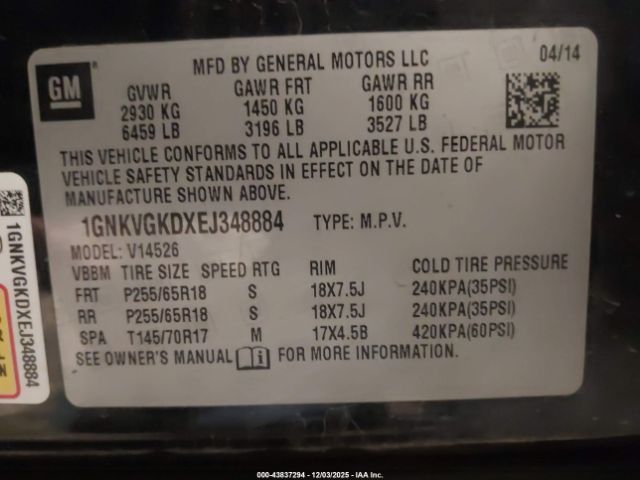 GM
®
MFD BY GENERAL MOTORS LLC
04/14
GVWR GAWR FRT GAWR RR
2930 KG 1450 KG 1600 KG
6459 LB 3196 LB 3527 LB
THIS VEHICLE CONFORMS TO ALL APPLICABLE U.S. FEDERAL MOTOR
VEHICLE SAFETY STANDARDS IN EFFECT ON THE DATE OF
MANUFACTURE SHOWN ABOVE.
1GNKVGKDXEJ348884 TYPE: M.P.V.
MODEL: V14526
VBBM TIRE SIZE SPEED RTG RIM COLD TIRE PRESSURE
FRT P255/65R18 S 18X7.5J 240KPA(35PSI)
RR P255/65R18 S 18X7.5J 240KPA(35PSI)
SPA T145/70R17 M 17X4.5B 420KPA(60PSI)
SEE OWNER'S MANUAL FOR MORE INFORMATION.
1GNKVGKDXEJ348884
000-43837294 - 12/03/2025 - IAA Inc.